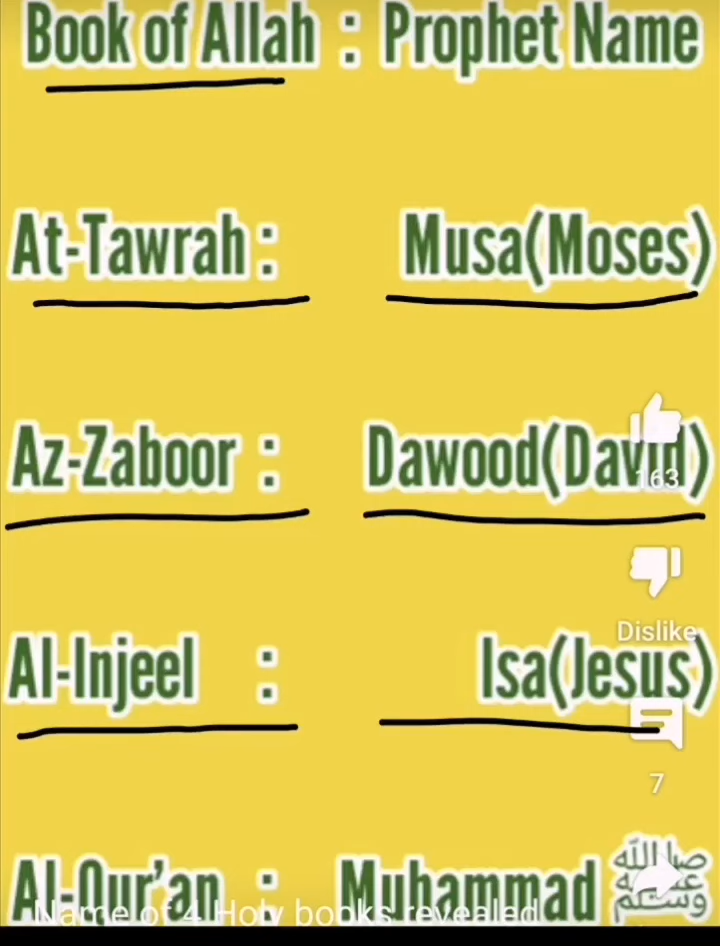 Book of Allah : Prophet Name
At-Tawrah : Musa(Moses)
Az-Zaboor : Dawood(David)
163
Dislike
Al-Injeel : Isa(Jesus)
7
Al-Qur'an : Muhammad ﷺ
Name of 4 Holy books revealed